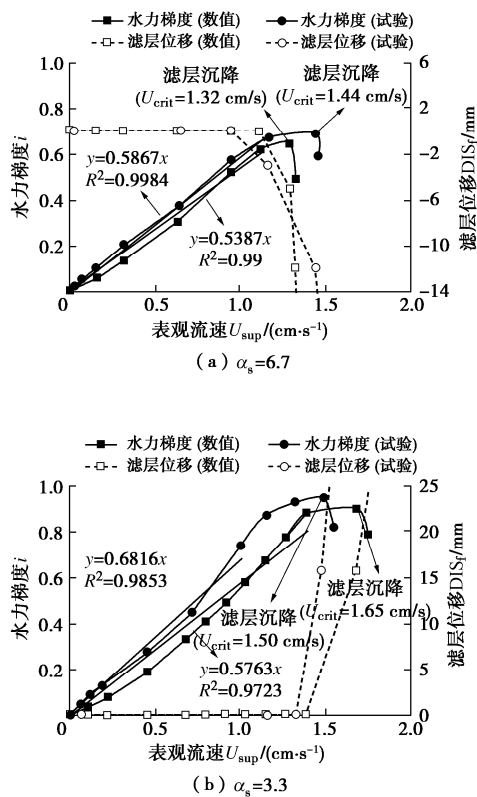 水力梯度 (数值) 水力梯度 (试验)
滤层位移 (数值) 滤层位移 (试验)
1.0
0.8
0.6
0.4
0.2
0
水力梯度i
6
2
−2
−6
−10
−14
滤层位移DISf/mm
滤层沉降
(Ucrit=1.32 cm/s)
滤层沉降
(Ucrit=1.44 cm/s)
y=0.5867x
R²=0.9984
y=0.5387x
R²=0.99
0.5 1.0 1.5 2.0
表观流速Usup/(cm·s⁻¹)
(a) αs=6.7
水力梯度 (数值) 水力梯度 (试验)
滤层位移 (数值) 滤层位移 (试验)
1.0
0.8
0.6
0.4
0.2
0
水力梯度i
25
20
15
10
5
0
滤层位移DISf/mm
y=0.6816x
R²=0.9853
滤层沉降
(Ucrit=1.50 cm/s)
滤层沉降
(Ucrit=1.65 cm/s)
y=0.5763x
R²=0.9723
0.5 1.0 1.5 2.0
表观流速Usup/(cm·s⁻¹)
(b) αs=3.3